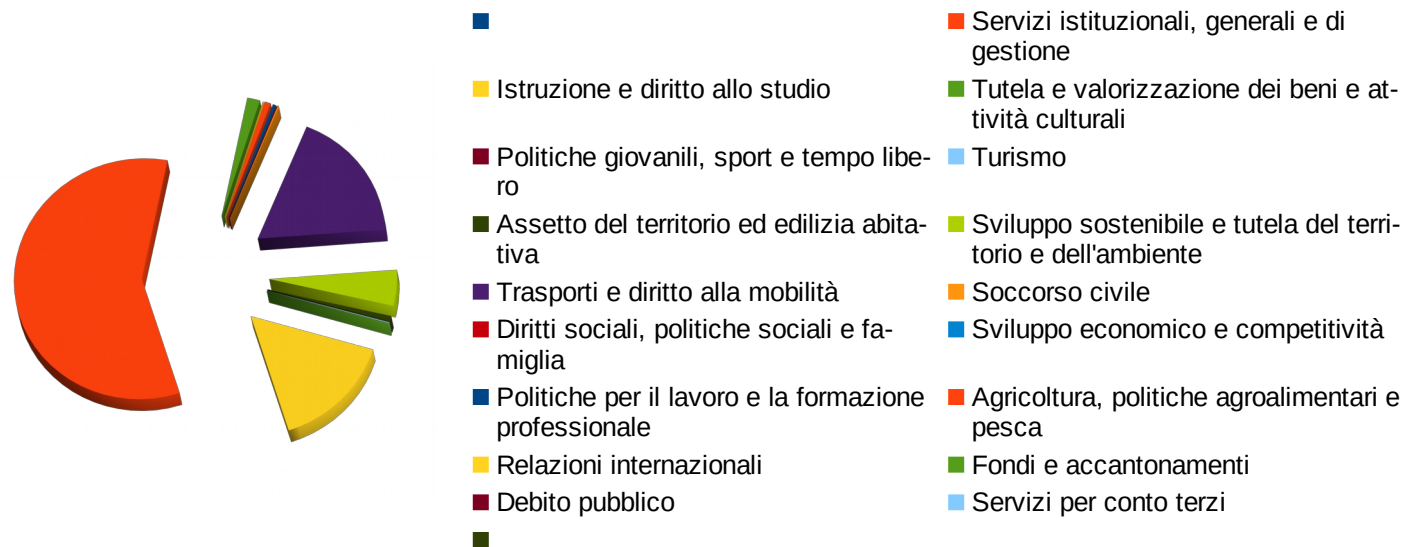 Servizi istituzionali, generali e di
gestione
Istruzione e diritto allo studio
Tutela e valorizzazione dei beni e at-
tività culturali
Politiche giovanili, sport e tempo libe-
ro
Turismo
Assetto del territorio ed edilizia abita-
tiva
Sviluppo sostenibile e tutela del terri-
torio e dell'ambiente
Trasporti e diritto alla mobilità
Soccorso civile
Diritti sociali, politiche sociali e fa-
miglia
Sviluppo economico e competitività
Politiche per il lavoro e la formazione
professionale
Agricoltura, politiche agroalimentari e
pesca
Relazioni internazionali
Fondi e accantonamenti
Debito pubblico
Servizi per conto terzi